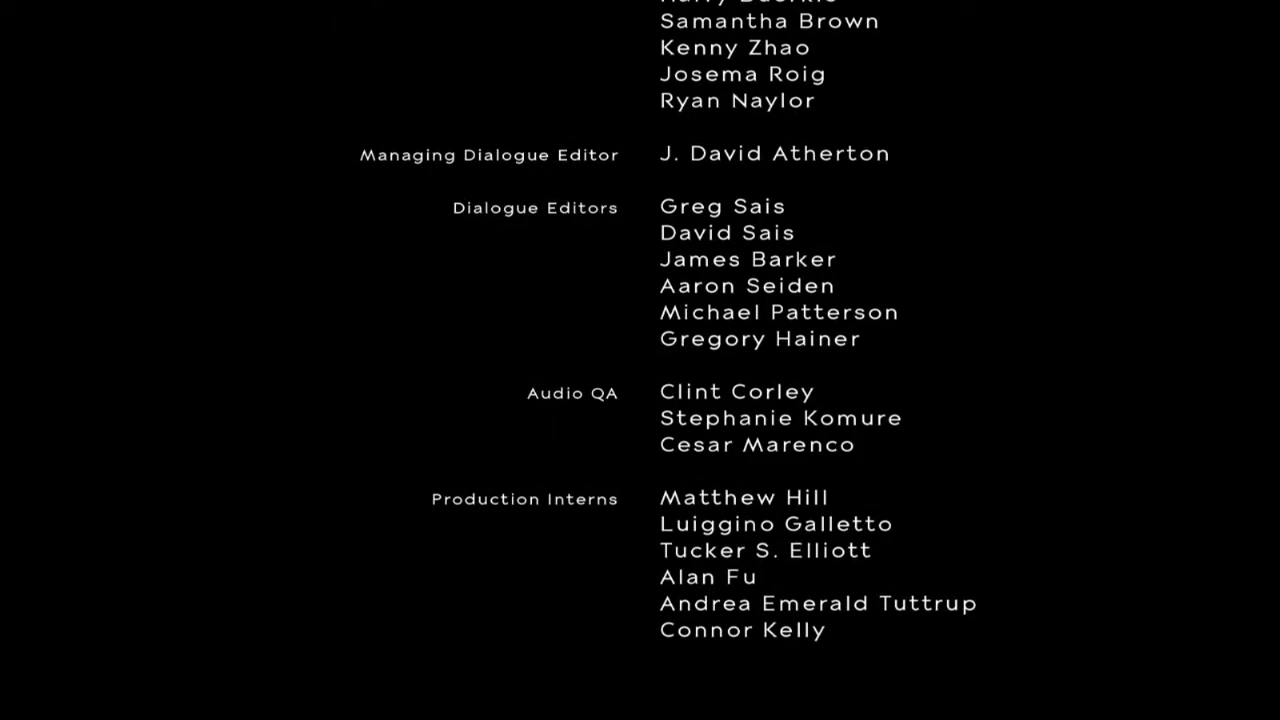 Samantha Brown
Kenny Zhao
Josema Roig
Ryan Naylor
Managing Dialogue Editor J. David Atherton
Dialogue Editors Greg Sais
David Sais
James Barker
Aaron Seiden
Michael Patterson
Gregory Hainer
Audio QA Clint Corley
Stephanie Komure
Cesar Marenco
Production Interns Matthew Hill
Luiggino Galletto
Tucker S. Elliott
Alan Fu
Andrea Emerald Tuttrup
Connor Kelly